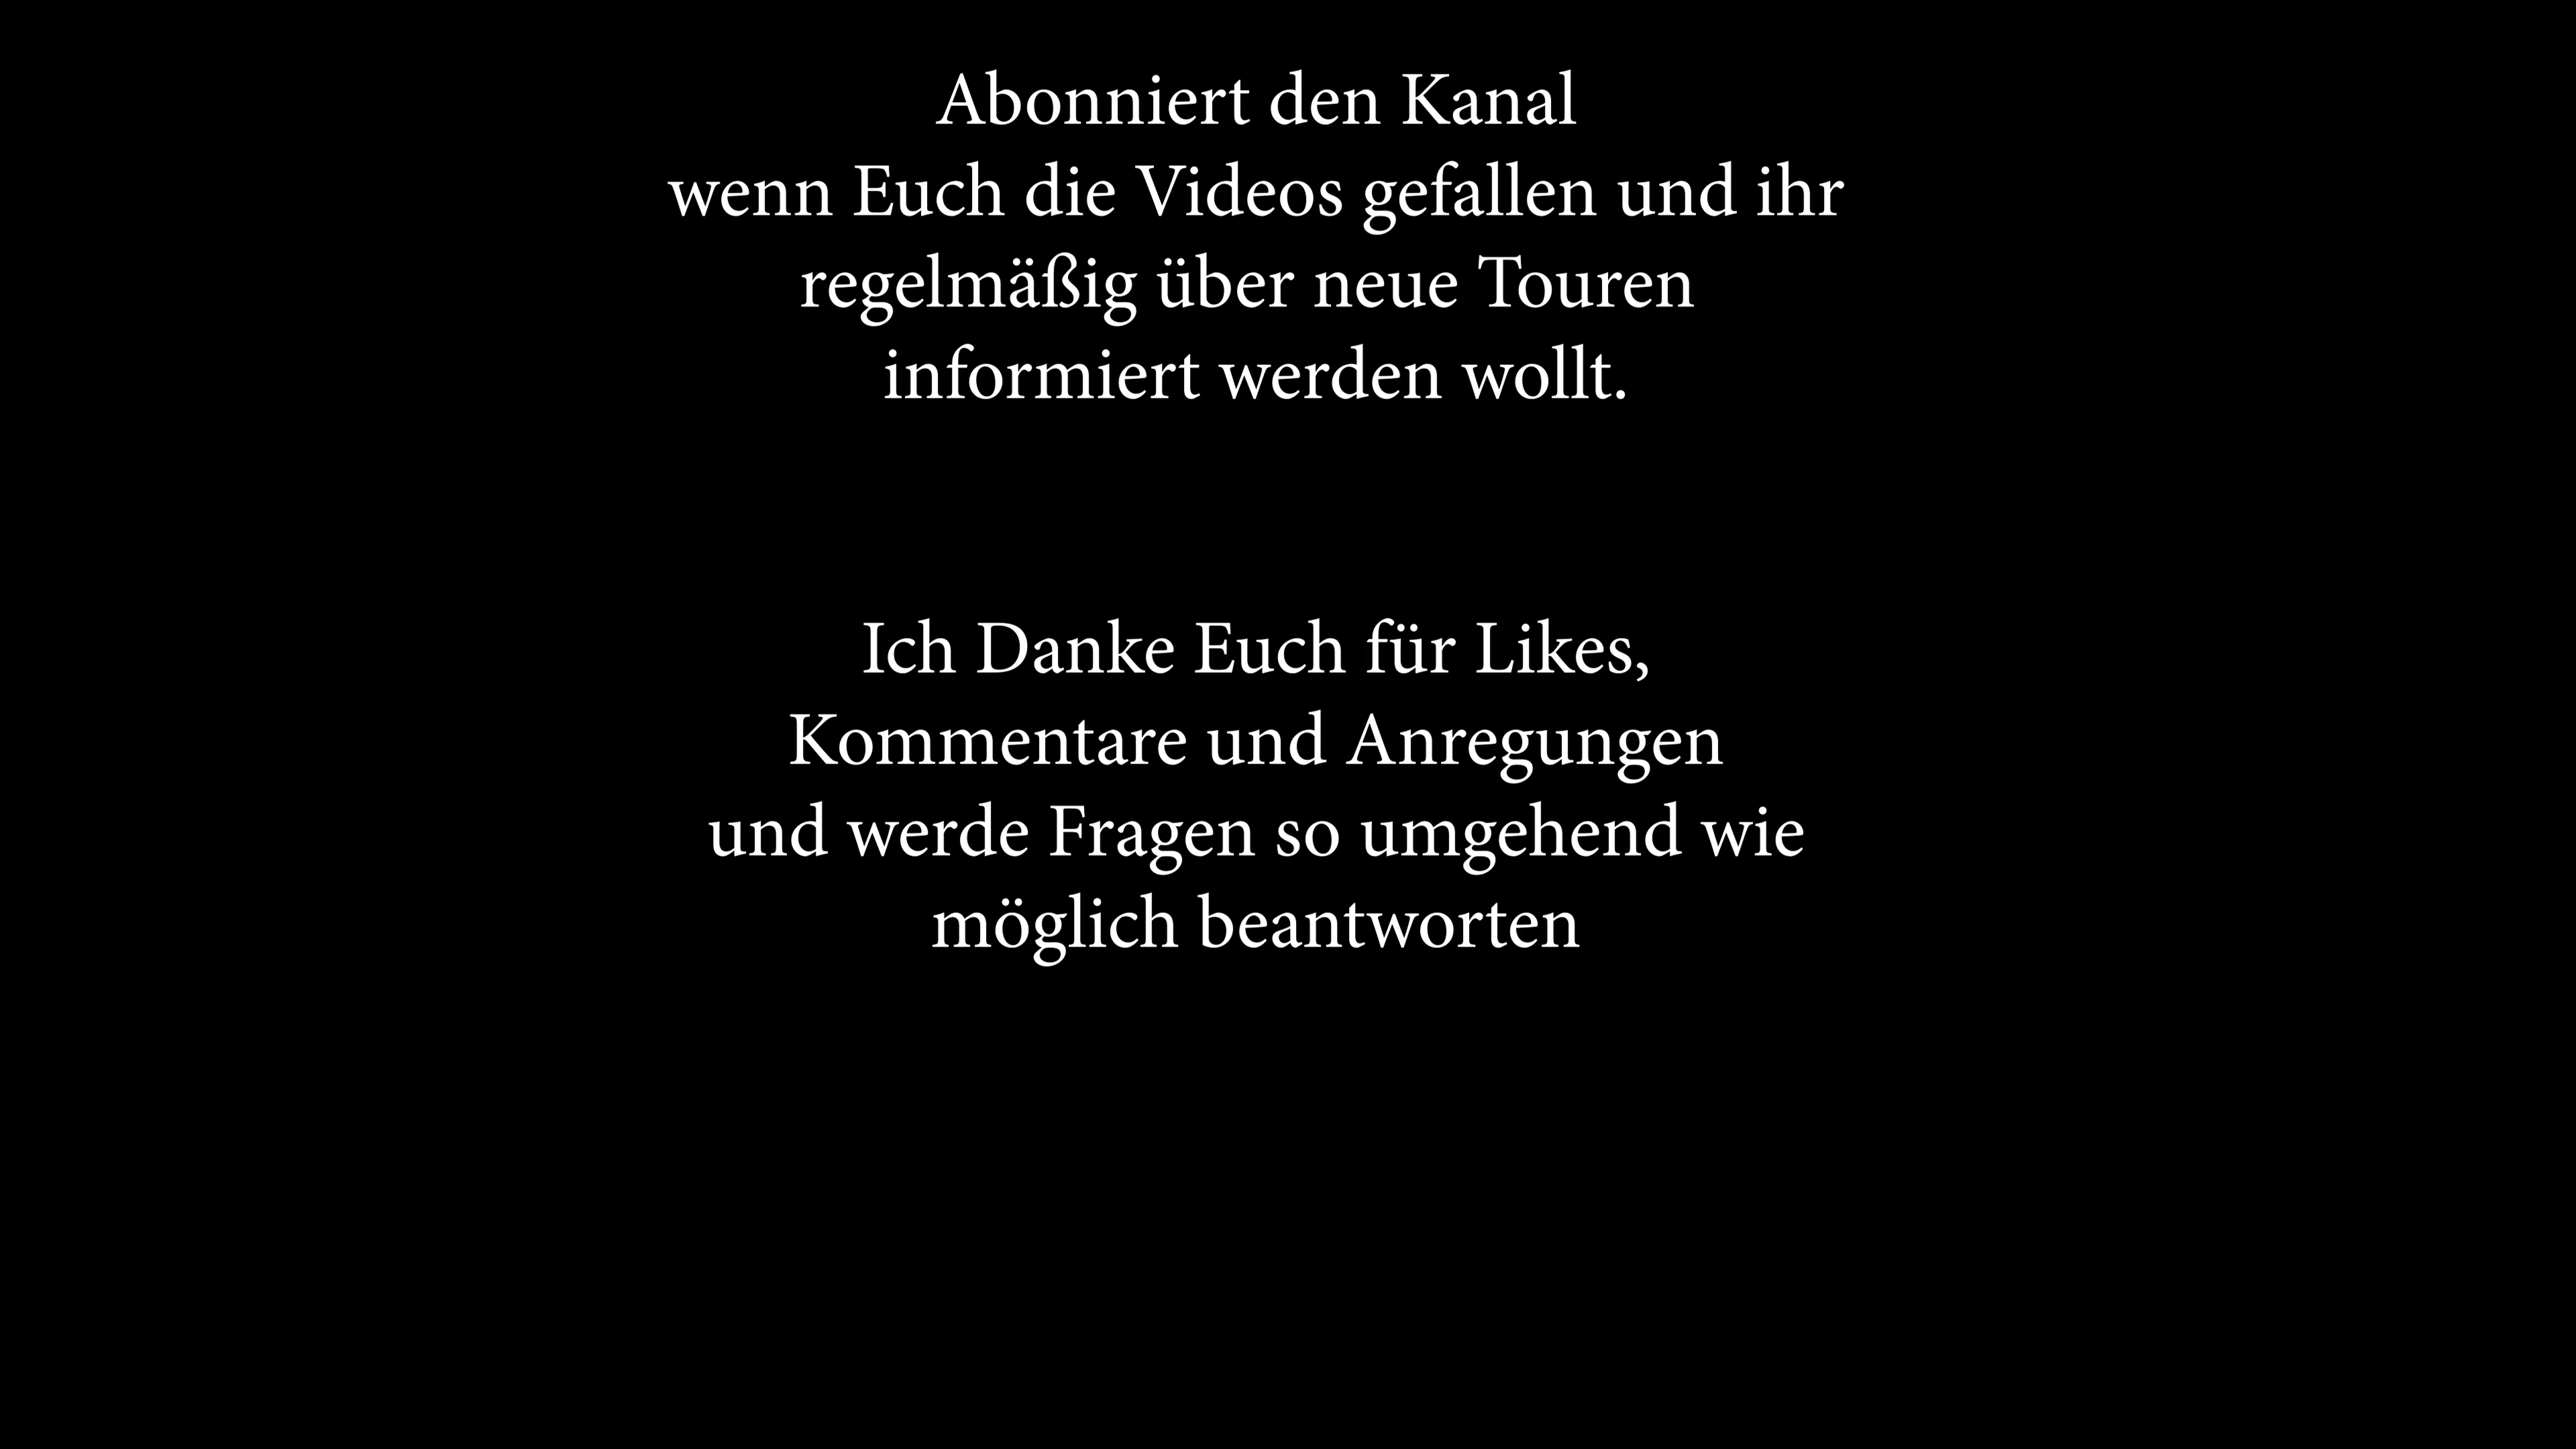 Abonniert den Kanal
wenn Euch die Videos gefallen und ihr
regelmäßig über neue Touren
informiert werden wollt.
Ich Danke Euch für Likes,
Kommentare und Anregungen
und werde Fragen so umgehend wie
möglich beantworten